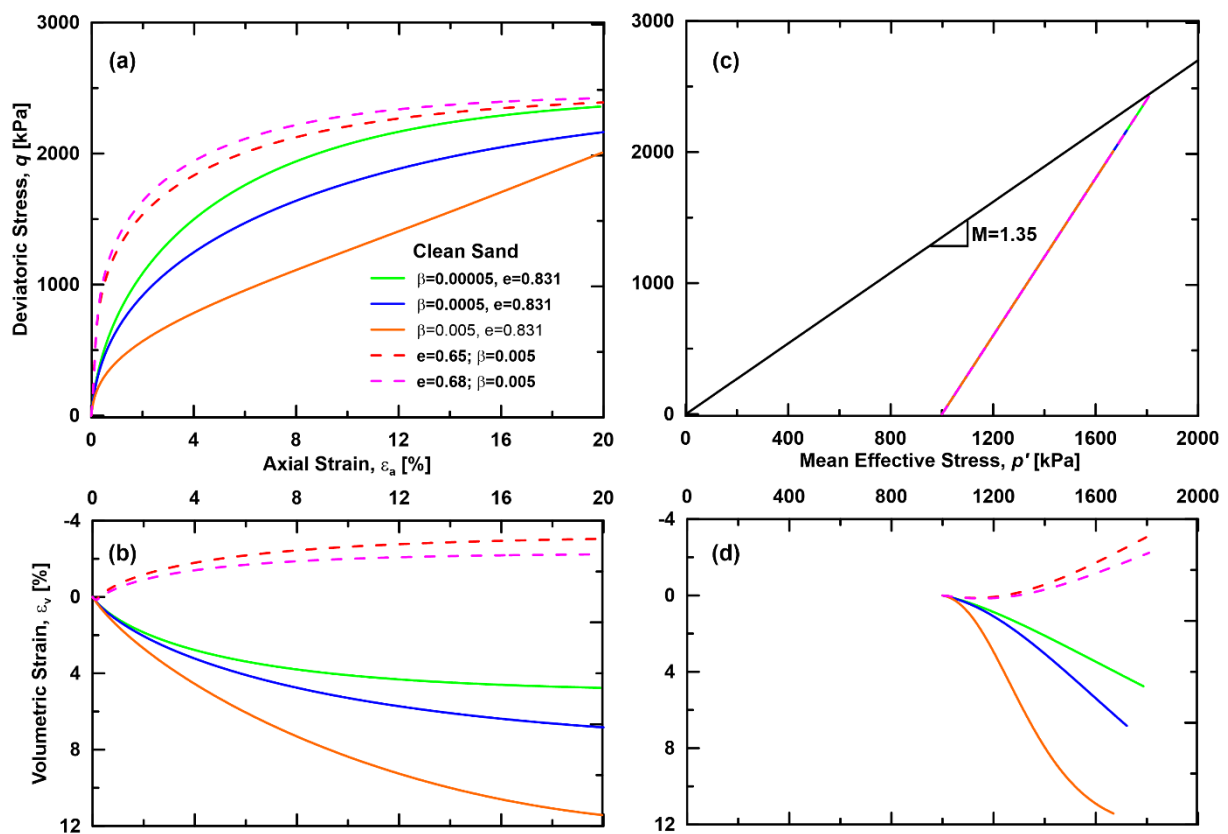 3000
2000
1000
0
Deviatoric Stress, q [kPa]
(a)
Clean Sand
β=0.00005, e=0.831
β=0.0005, e=0.831
β=0.005, e=0.831
e=0.65; β=0.005
e=0.68; β=0.005
0 4 8 12 16 20
Axial Strain, εa [%]
3000
2000
1000
0
(c)
M=1.35
0 400 800 1200 1600 2000
Mean Effective Stress, p' [kPa]
0 4 8 12 16 20
-4
0
4
8
12
Volumetric Strain, εv [%]
(b)
0 400 800 1200 1600 2000
-4
0
4
8
12
(d)